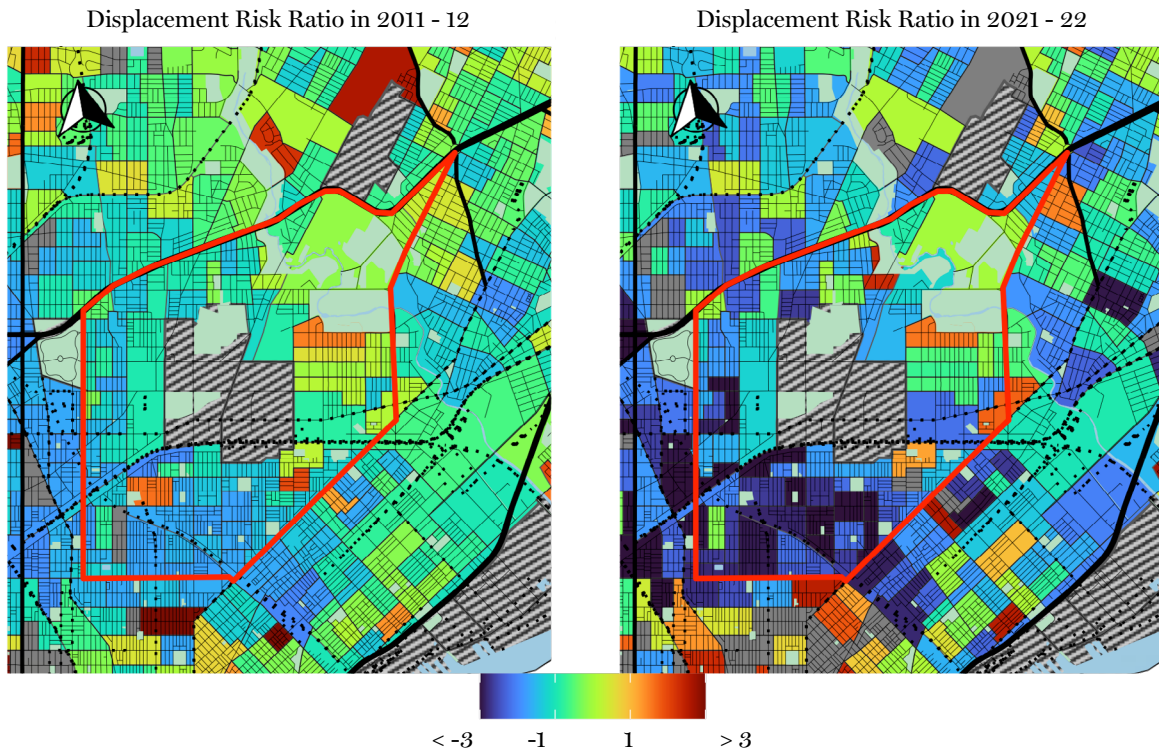 Displacement Risk Ratio in 2011 - 12
Displacement Risk Ratio in 2021 - 22
< -3 -1 1 > 3